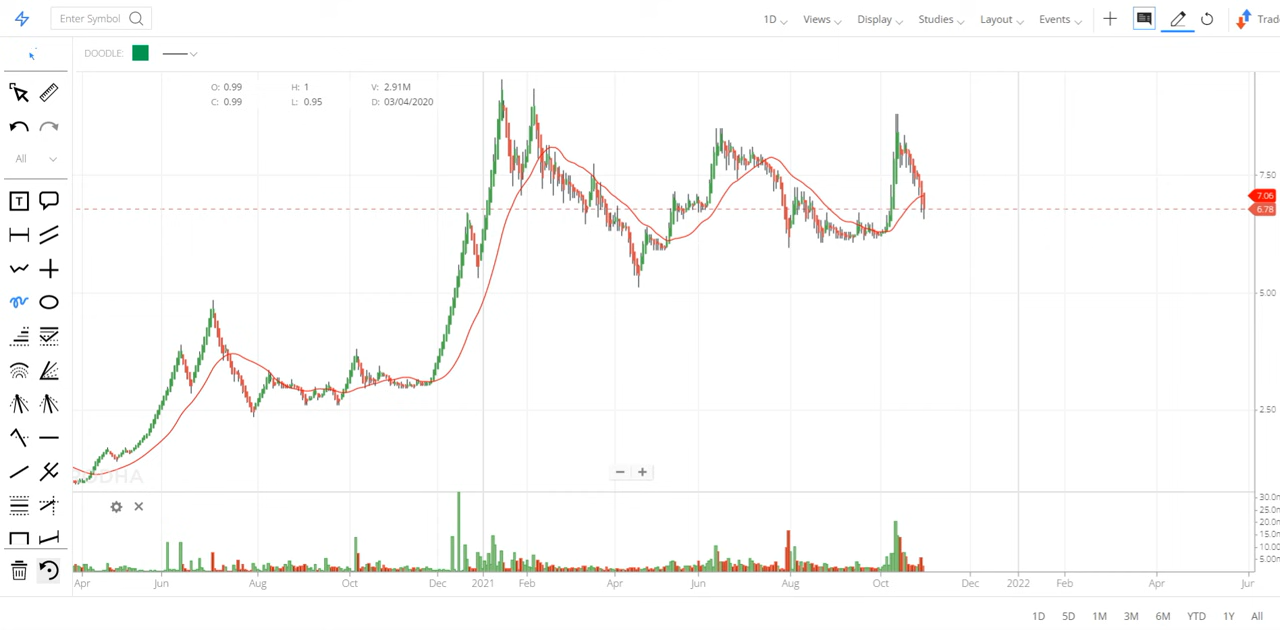 Enter Symbol 1D Views Display Studies Layout Events Trad
DOODLE:
O: 0.99 H: 1 V: 2.91M
C: 0.99 L: 0.95 D: 03/04/2020
All
T
7.50
7.06
6.78
5.00
2.50
30.0m
25.0m
20.0m
15.00
10.00
5.00m
Apr Jun Aug Oct Dec 2021 Feb Apr Jun Aug Oct Dec 2022 Feb Apr Jur
1D 5D 1M 3M 6M YTD 1Y All